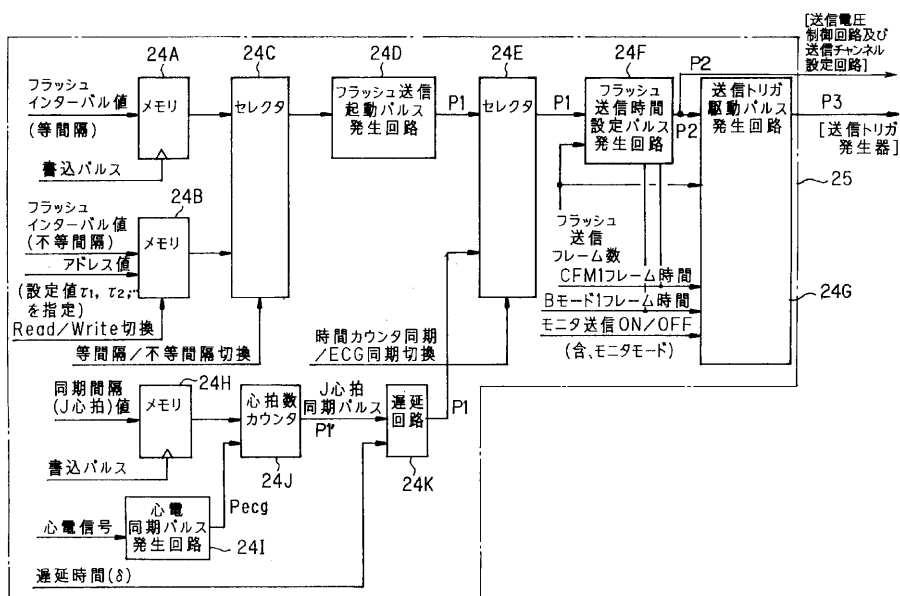 [送信電圧
制御回路及び
送信チャンネル
設定回路]
24A
24C
24D
24E
24F
P2
フラッシュ
インターバル値
(等間隔)
メモリ
書込パルス
セレクタ
フラッシュ送信
起動パルス
発生回路
P1
セレクタ
P1
フラッシュ
送信時間
設定パルス
発生回路
P2
送信トリガ
駆動パルス
発生回路
P3
[送信トリガ
発生器]
25
24B
フラッシュ
インターバル値
(不等間隔)
アドレス値
(設定値τ1, τ2,‥
を指定)
Read/Write切換
メモリ
等間隔/不等間隔切換
時間カウンタ同期
/ECG同期切換
フラッシュ
送信
フレーム数
CFM1フレーム時間
Bモード1フレーム時間
モニタ送信ON/OFF
(含、モニタモード)
24G
24H
同期間隔
(J心拍)値
メモリ
書込パルス
心拍数
カウンタ
24J
J心拍
同期パルス
P1'
遅延
回路
24K
P1
Pecg
心電信号
心電
同期パルス
発生回路
24I
遅延時間(δ)